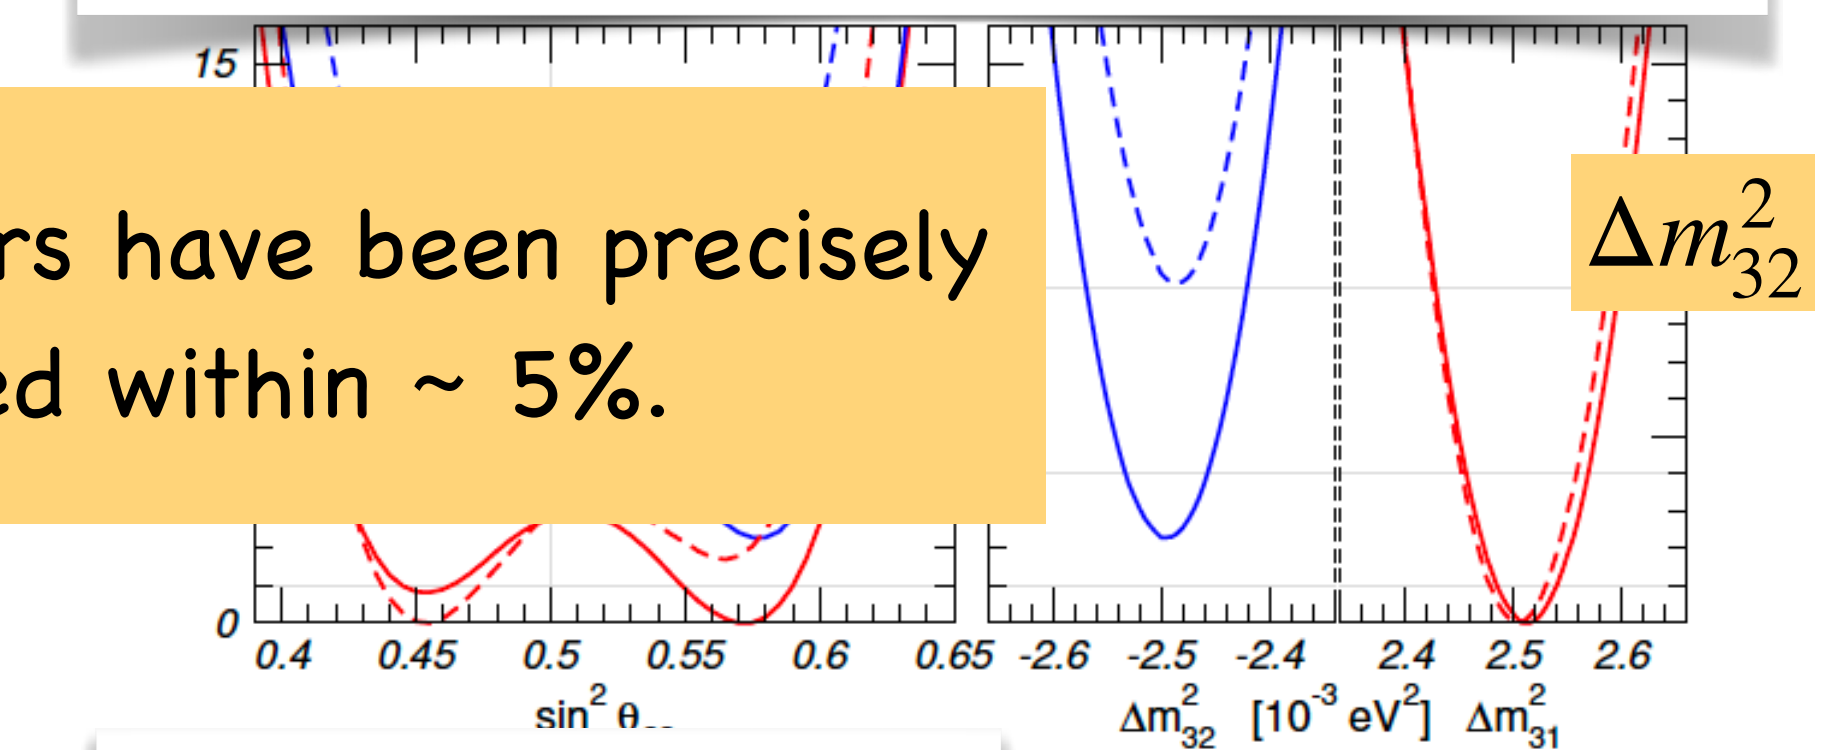 15
rs have been precisely
ed within ~ 5%.
Δm²₃₂
0
0.4 0.45 0.5 0.55 0.6 0.65 -2.6 -2.5 -2.4 2.4 2.5 2.6
sin² θ
Δm²₃₂ [10⁻³ eV²] Δm²₃₁